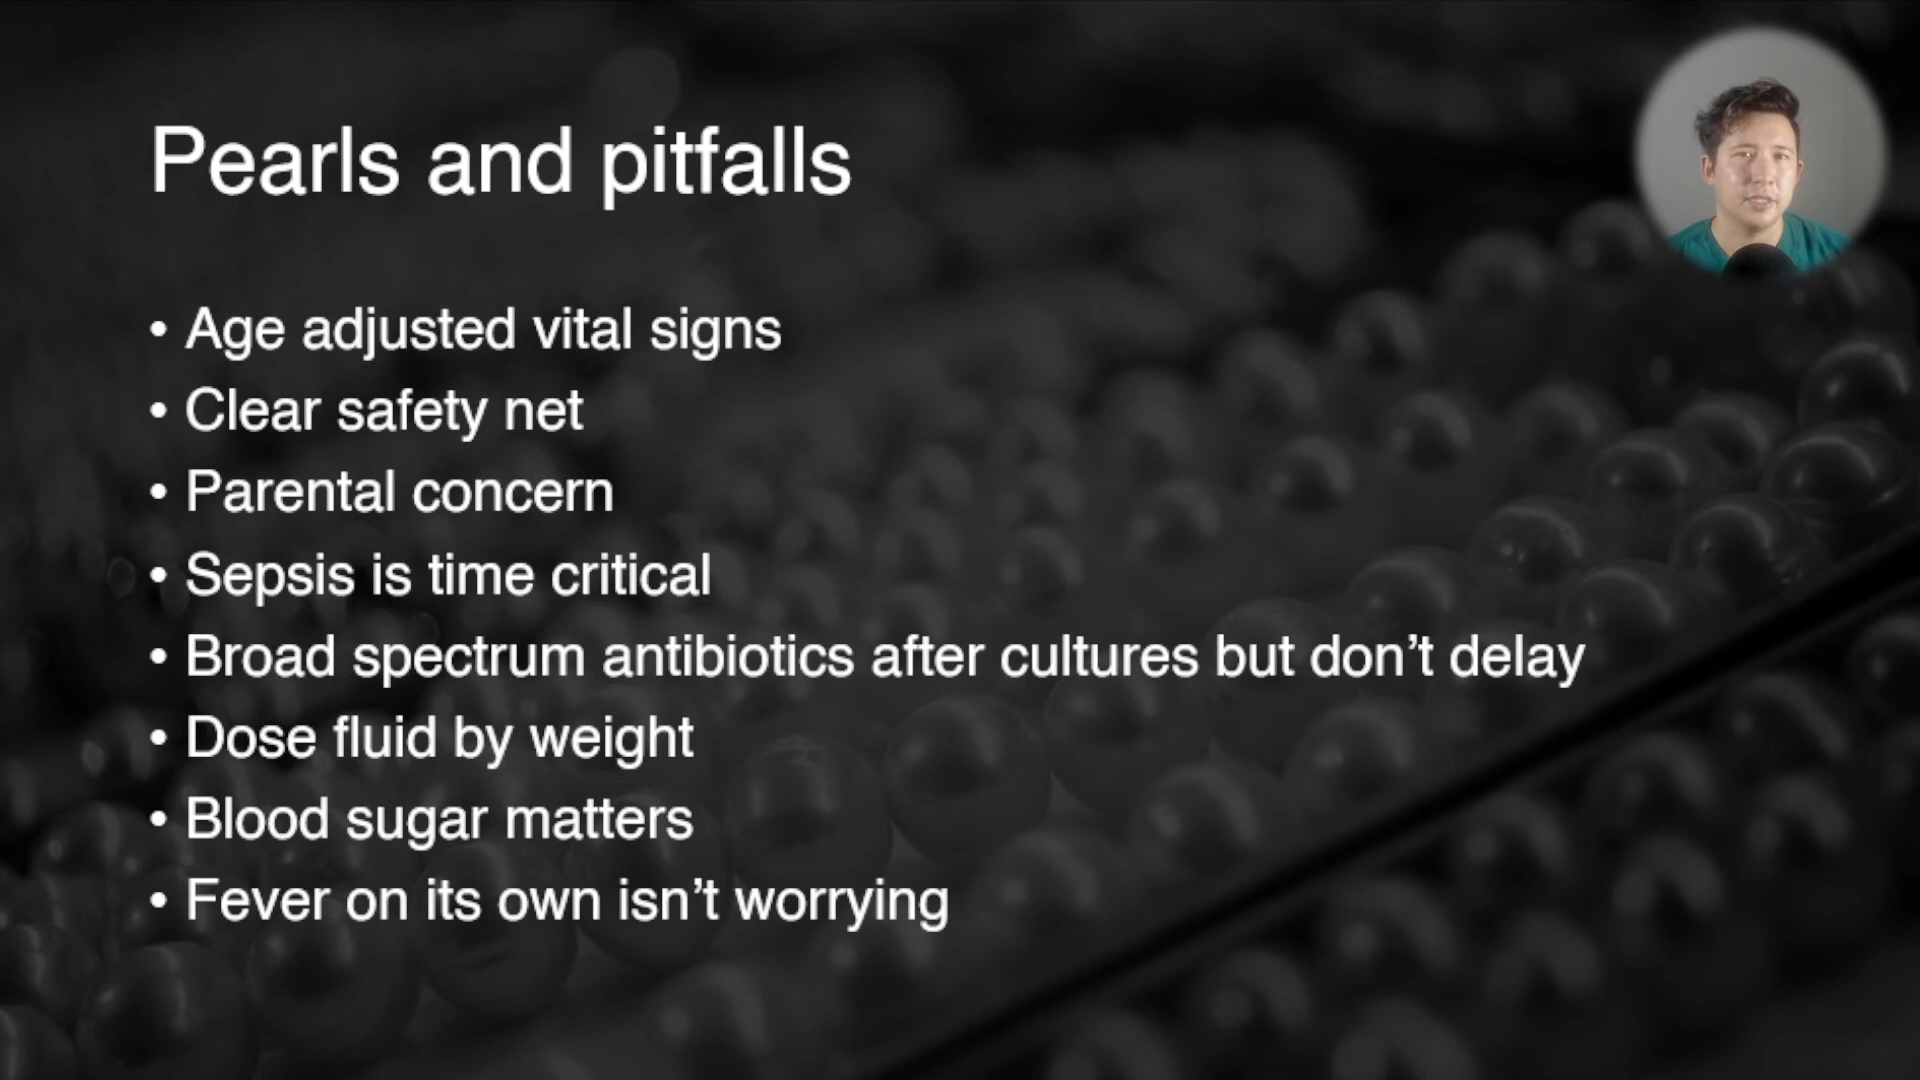 Pearls and pitfalls
• Age adjusted vital signs
• Clear safety net
• Parental concern
• Sepsis is time critical
• Broad spectrum antibiotics after cultures but don’t delay
• Dose fluid by weight
• Blood sugar matters
• Fever on its own isn’t worrying